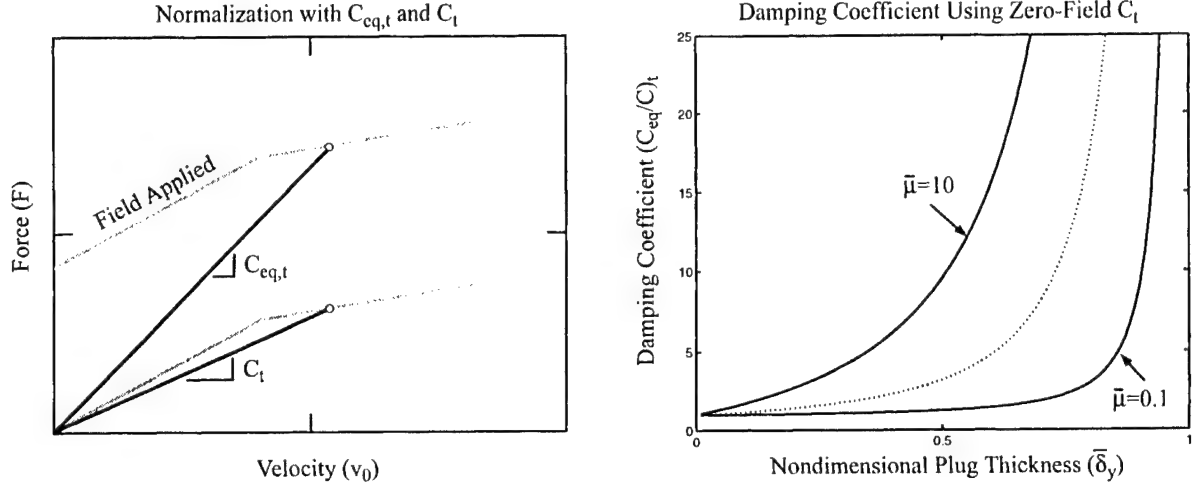 Normalization with C_eq,t and C_t
Force (F)
Field Applied
C_eq,t
C_t
Velocity (v_0)
Damping Coefficient Using Zero-Field C_t
Damping Coefficient (C_eq/C)_t
25
20
15
10
5
0
μ̄=10
μ̄=0.1
0
0.5
1
Nondimensional Plug Thickness (δ̄_y)